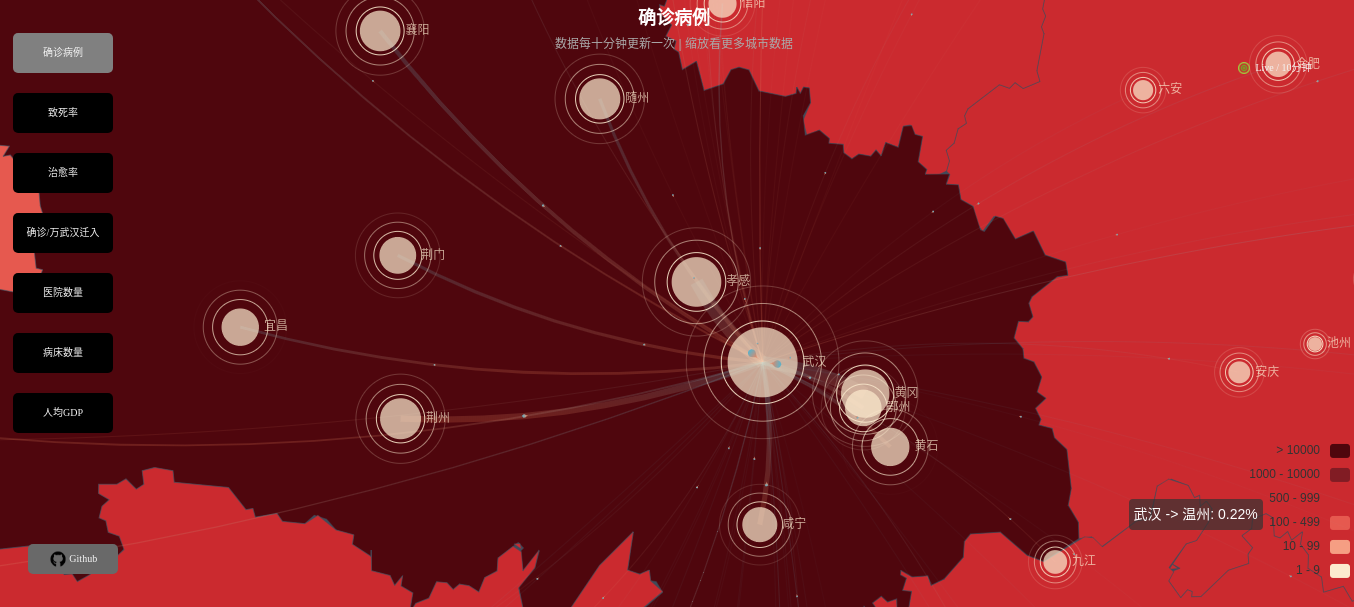 确诊病例
数据每十分钟更新一次 | 缩放看更多城市数据
确诊病例
致死率
治愈率
确诊/万武汉迁入
医院数量
病床数量
人均GDP
Github
襄阳
信阳
随州
六安
合肥
Live / 10分钟
荆门
孝感
宜昌
武汉
池州
安庆
黄冈
鄂州
荆州
黄石
咸宁
九江
> 10000
1000 - 10000
500 - 999
100 - 499
10 - 99
1 - 9
武汉 -> 温州: 0.22%